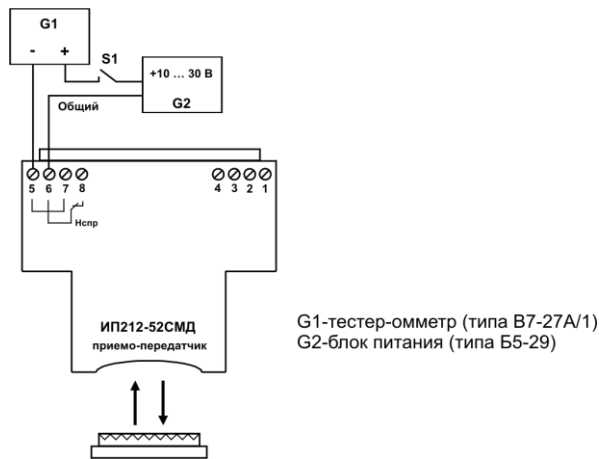 G1
- +
S1
+10 ... 30 В
G2
Общий
5 6 7 8
4 3 2 1
Нспр
ИП212-52СМД
приемо-передатчик
G1-тестер-омметр (типа В7-27А/1)
G2-блок питания (типа Б5-29)